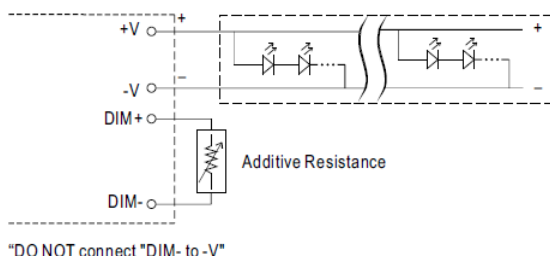 +V + +
-V – –
DIM+
Additive Resistance
DIM-
"DO NOT connect "DIM- to -V"